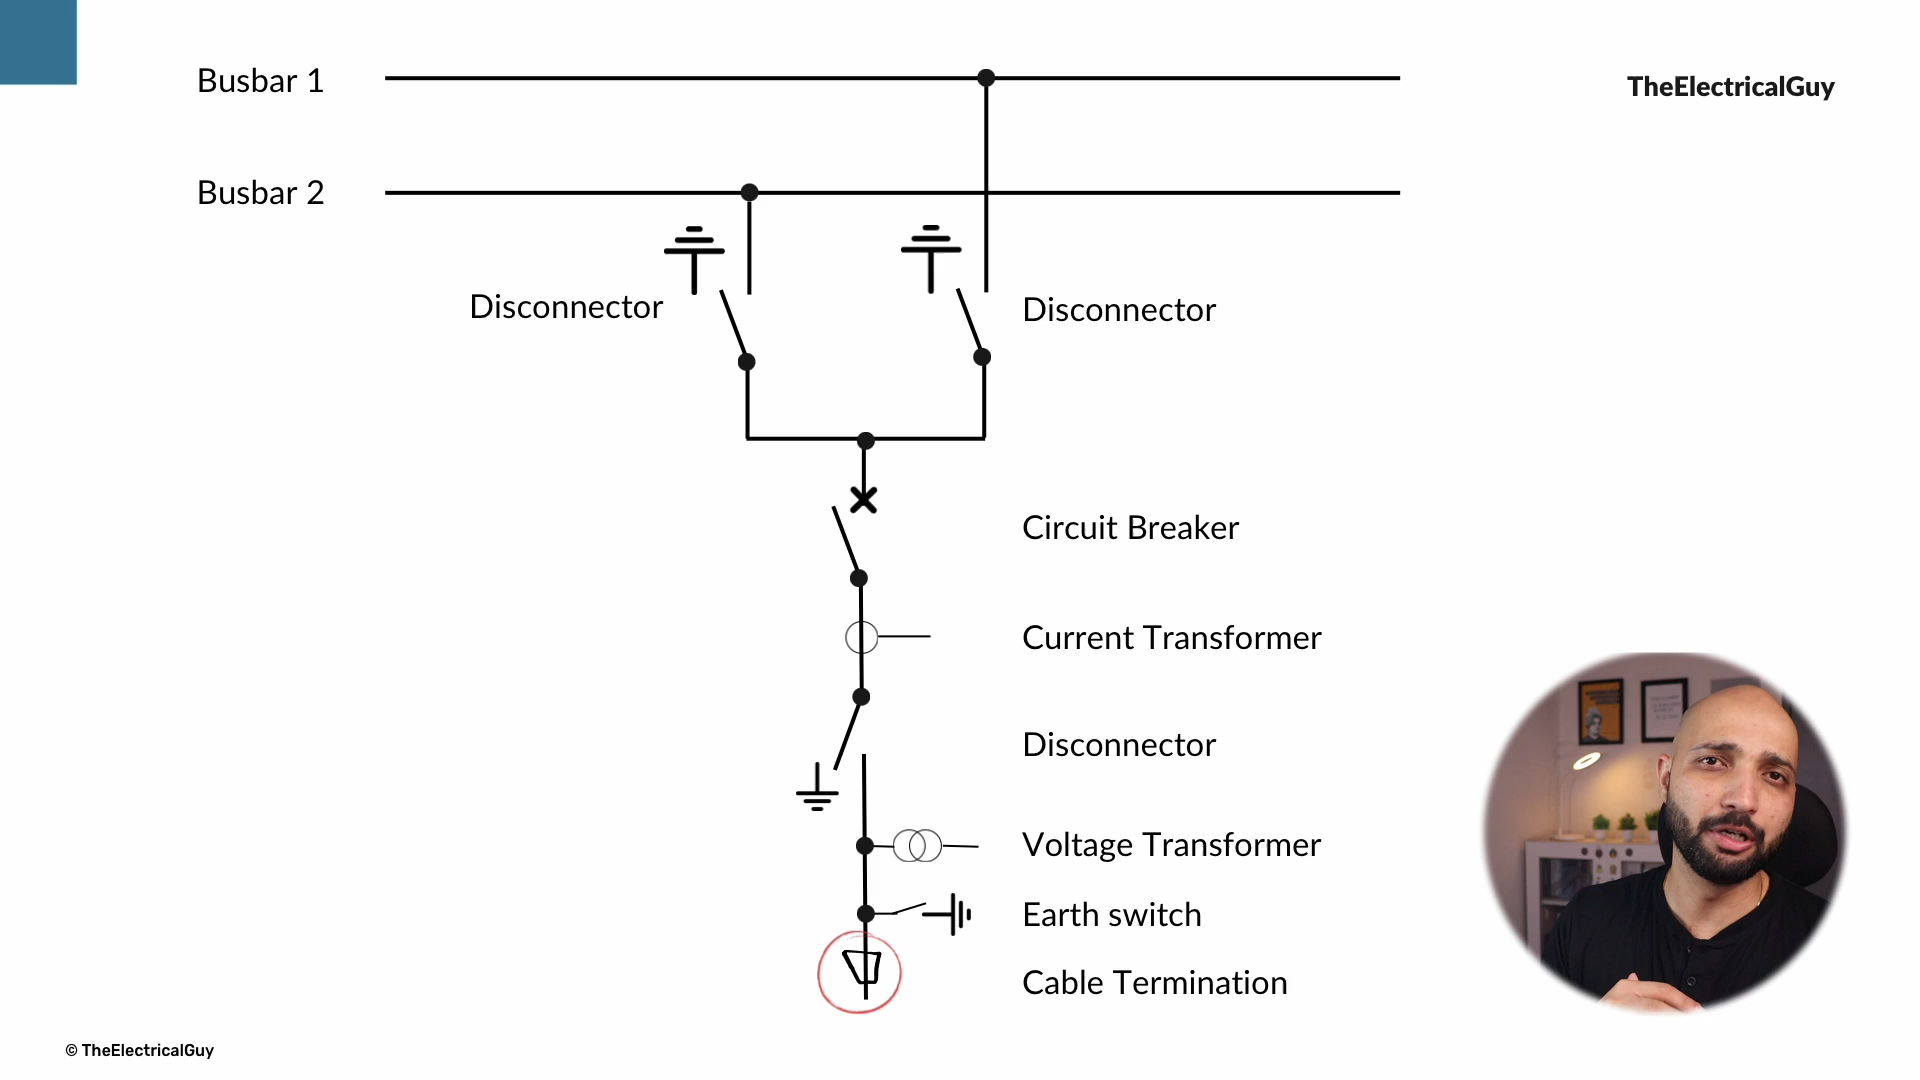 Busbar 1
TheElectricalGuy
Busbar 2
Disconnector
Disconnector
Circuit Breaker
Current Transformer
Disconnector
Voltage Transformer
Earth switch
Cable Termination
© TheElectricalGuy